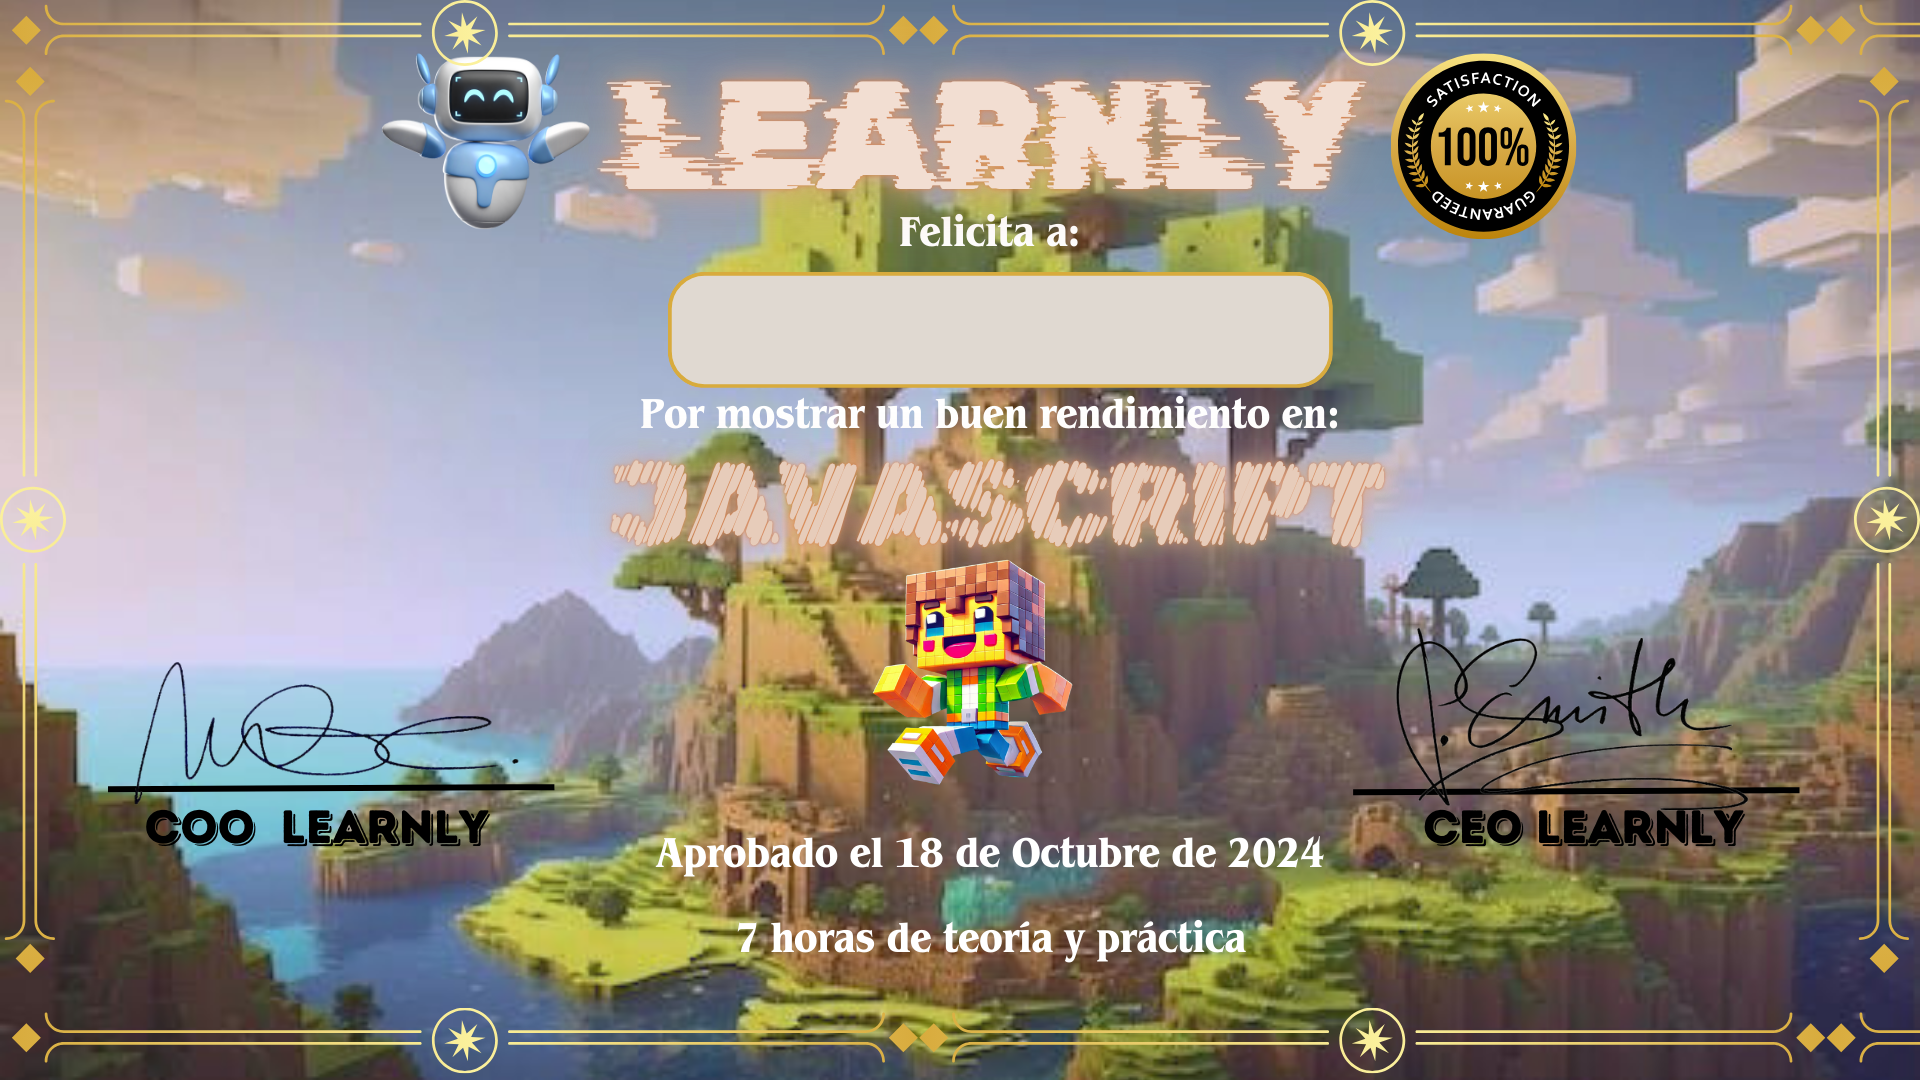 LEARNLY
SATISFACTION
100%
GUARANTEED
Felicita a:
Por mostrar un buen rendimiento en:
JAVASCRIPT
P. Smith
COO LEARNLY
CEO LEARNLY
Aprobado el 18 de Octubre de 2024
7 horas de teoría y práctica